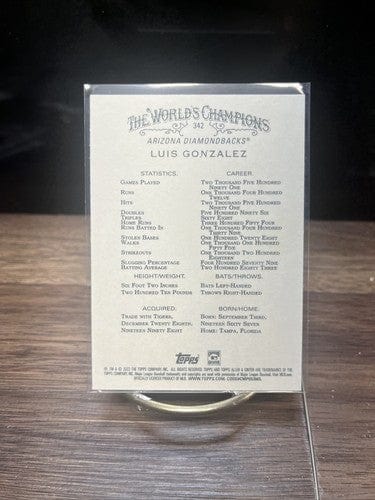 THE WORLD'S CHAMPIONS
342
ARIZONA DIAMONDBACKS®
LUIS GONZALEZ
STATISTICS. CAREER.
GAMES PLAYED TWO THOUSAND FIVE HUNDRED
NINETY ONE
RUNS ONE THOUSAND FOUR HUNDRED
TWELVE
HITS TWO THOUSAND FIVE HUNDRED
NINETY ONE
DOUBLES FIVE HUNDRED NINETY SIX
TRIPLES SIXTY EIGHT
HOME RUNS THREE HUNDRED FIFTY FOUR
RUNS BATTED IN ONE THOUSAND FOUR HUNDRED
THIRTY NINE
STOLEN BASES ONE HUNDRED TWENTY EIGHT
WALKS ONE THOUSAND ONE HUNDRED
FIFTY FIVE
STRIKEOUTS ONE THOUSAND TWO HUNDRED
EIGHTEEN
SLUGGING PERCENTAGE FOUR HUNDRED SEVENTY NINE
BATTING AVERAGE TWO HUNDRED EIGHTY THREE
HEIGHT/WEIGHT. BATS/THROWS.
SIX FOOT TWO INCHES BATS LEFT-HANDED
TWO HUNDRED TEN POUNDS THROWS RIGHT-HANDED
ACQUIRED. BORN/HOME.
TRADE WITH TIGERS, BORN: SEPTEMBER THIRD,
DECEMBER TWENTY EIGHTH, NINETEEN SIXTY SEVEN
NINETEEN NINETY EIGHT HOME: TAMPA, FLORIDA
Topps